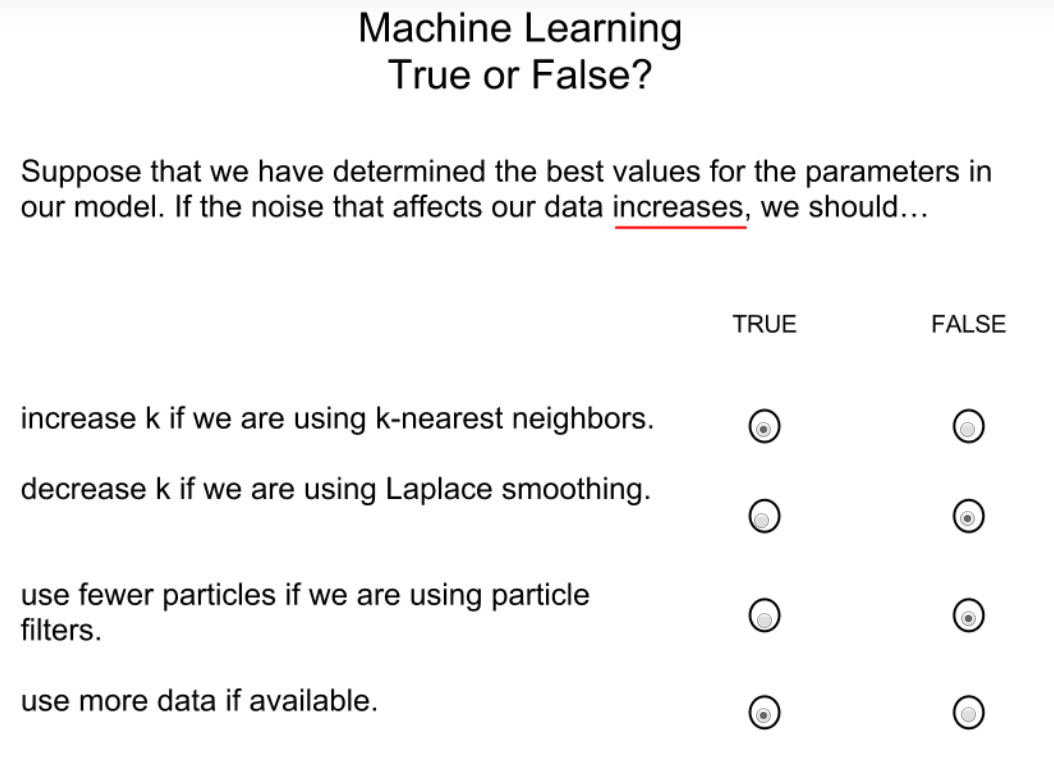 Machine Learning
True or False?
Suppose that we have determined the best values for the parameters in
our model. If the noise that affects our data increases, we should…
TRUE FALSE
increase k if we are using k-nearest neighbors.
decrease k if we are using Laplace smoothing.
use fewer particles if we are using particle
filters.
use more data if available.